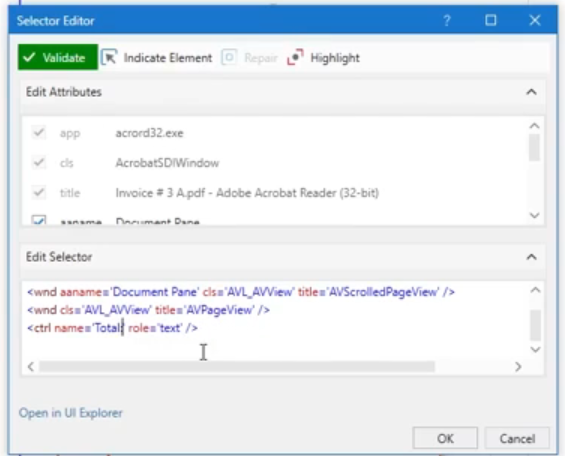 Selector Editor
Validate Indicate Element Repair Highlight
Edit Attributes
app acrord32.exe
cls AcrobatSDIWindow
title Invoice # 3 A.pdf - Adobe Acrobat Reader (32-bit)
aaname Document Pane
Edit Selector
<wnd aaname='Document Pane' cls='AVL_AVView' title='AVScrolledPageView' />
<wnd cls='AVL_AVView' title='AVPageView' />
<ctrl name='Total:' role='text' />
Open in UI Explorer
OK Cancel